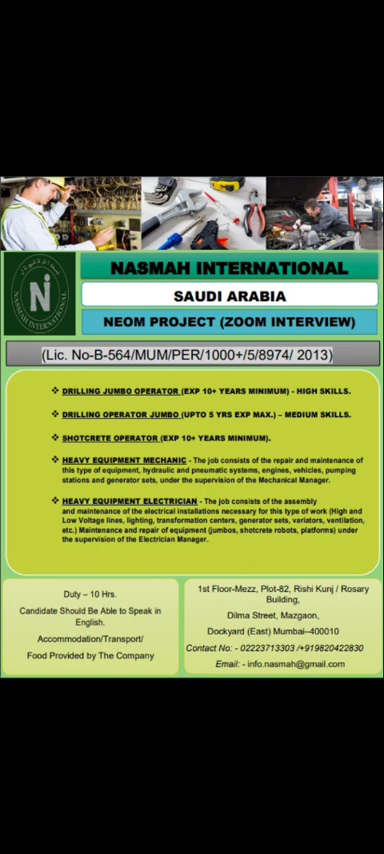 NASMAH INTERNATIONAL
NASMAH INTERNATIONAL
SAUDI ARABIA
NEOM PROJECT (ZOOM INTERVIEW)
(Lic. No-B-564/MUM/PER/1000+/5/8974/ 2013)
❖ DRILLING JUMBO OPERATOR (EXP 10+ YEARS MINIMUM) - HIGH SKILLS.
❖ DRILLING OPERATOR JUMBO (UPTO 5 YRS EXP MAX.) – MEDIUM SKILLS.
❖ SHOTCRETE OPERATOR (EXP 10+ YEARS MINIMUM).
❖ HEAVY EQUIPMENT MECHANIC - The job consists of the repair and maintenance of
this type of equipment, hydraulic and pneumatic systems, engines, vehicles, pumping
stations and generator sets, under the supervision of the Mechanical Manager.
❖ HEAVY EQUIPMENT ELECTRICIAN - The job consists of the assembly
and maintenance of the electrical installations necessary for this type of work (High and
Low Voltage lines, lighting, transformation centers, generator sets, variators, ventilation,
etc.) Maintenance and repair of equipment (jumbos, shotcrete robots, platforms) under
the supervision of the Electrician Manager.
Duty – 10 Hrs.
Candidate Should Be Able to Speak in
English.
Accommodation/Transport/
Food Provided by The Company
1st Floor-Mezz, Plot-82, Rishi Kunj / Rosary
Building,
Dilma Street, Mazgaon,
Dockyard (East) Mumbai–400010
Contact No: - 02223713303 /+919820422830
Email: - info.nasmah@gmail.com